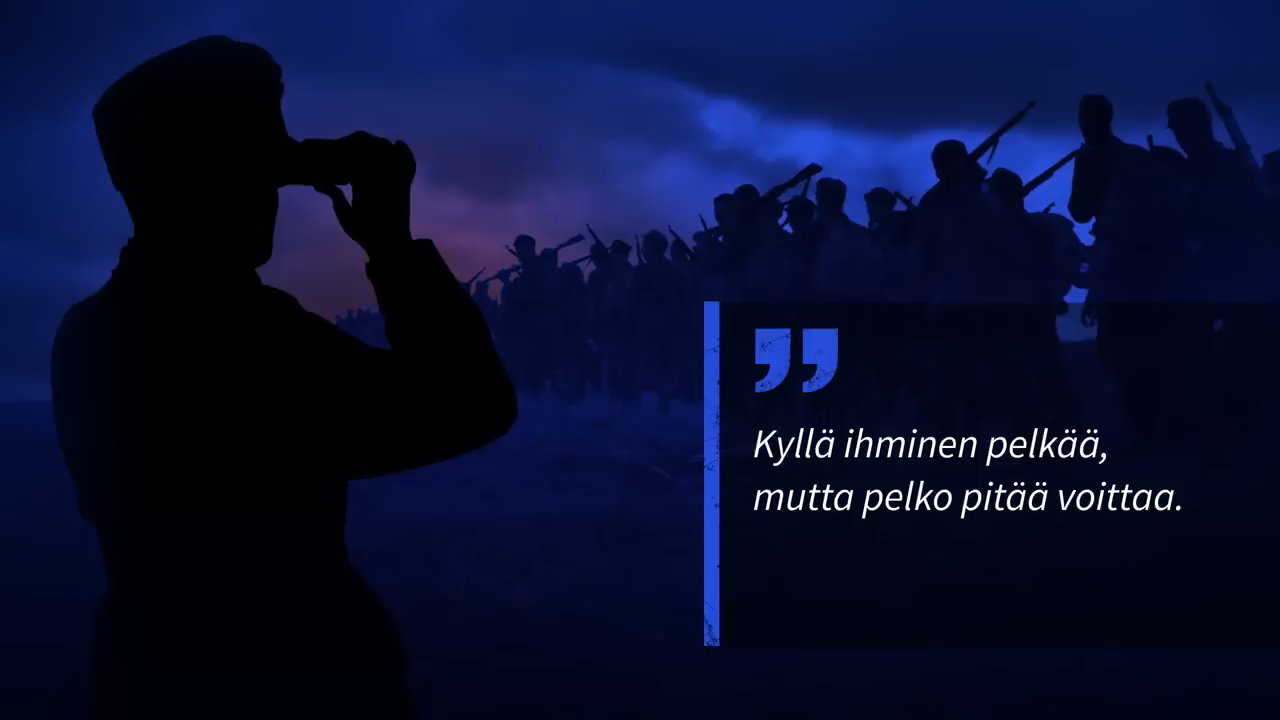 ”
Kyllä ihminen pelkää,
mutta pelko pitää voittaa.